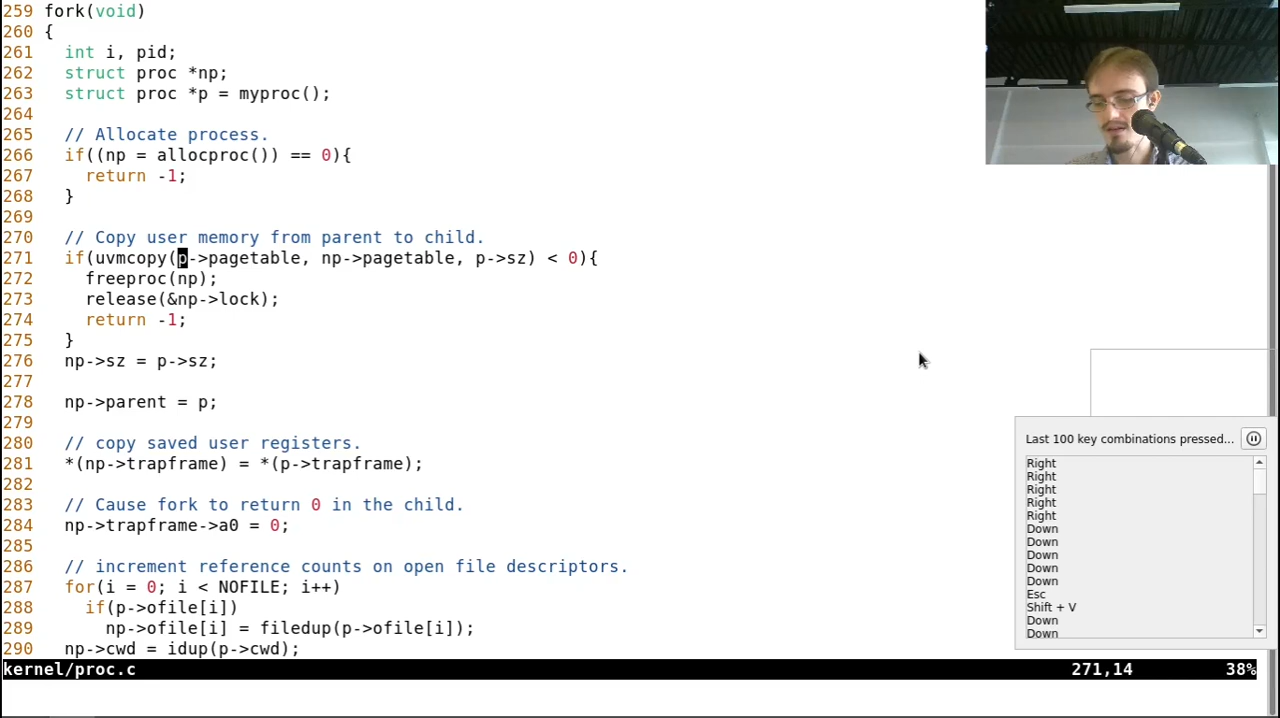 259 fork(void)
260 {
261   int i, pid;
262   struct proc *np;
263   struct proc *p = myproc();
264
265   // Allocate process.
266   if((np = allocproc()) == 0){
267     return -1;
268   }
269
270   // Copy user memory from parent to child.
271   if(uvmcopy(p->pagetable, np->pagetable, p->sz) < 0){
272     freeproc(np);
273     release(&np->lock);
274     return -1;
275   }
276   np->sz = p->sz;
277
278   np->parent = p;
279
280   // copy saved user registers.
281   *(np->trapframe) = *(p->trapframe);
282
283   // Cause fork to return 0 in the child.
284   np->trapframe->a0 = 0;
285
286   // increment reference counts on open file descriptors.
287   for(i = 0; i < NOFILE; i++)
288     if(p->ofile[i])
289       np->ofile[i] = filedup(p->ofile[i]);
290   np->cwd = idup(p->cwd);
kernel/proc.c 271,14 38%
Last 100 key combinations pressed...
Right
Right
Right
Right
Right
Down
Down
Down
Down
Down
Esc
Shift + V
Down
Down